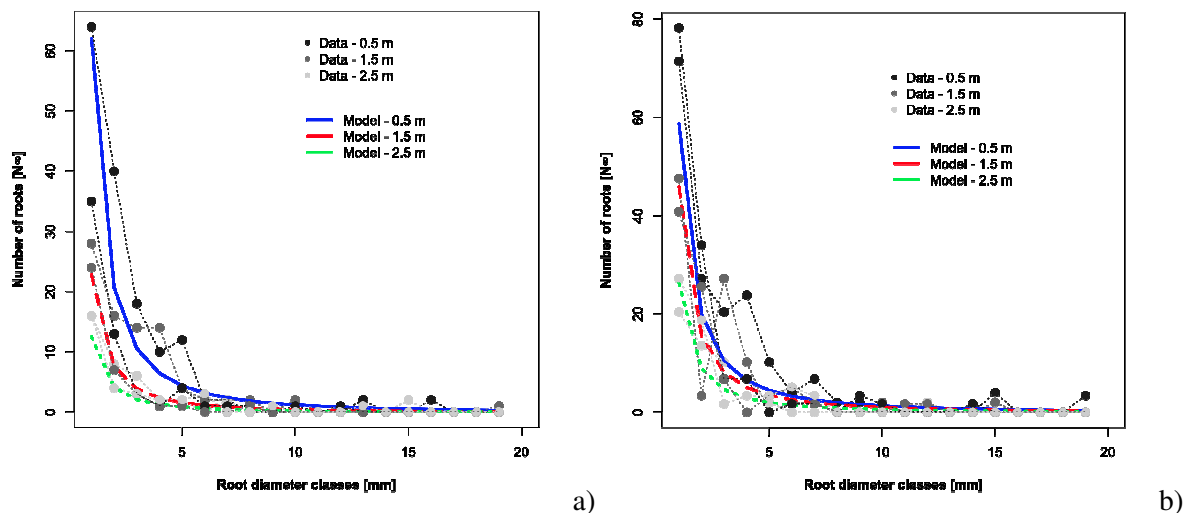 Number of roots [N∞]
60
50
40
30
20
10
0
Data - 0.5 m
Data - 1.5 m
Data - 2.5 m
Model - 0.5 m
Model - 1.5 m
Model - 2.5 m
5 10 15 20
Root diameter classes [mm]
a)
Number of roots [N∞]
80
60
40
20
0
Data - 0.5 m
Data - 1.5 m
Data - 2.5 m
Model - 0.5 m
Model - 1.5 m
Model - 2.5 m
5 10 15 20
Root diameter classes [mm]
b)